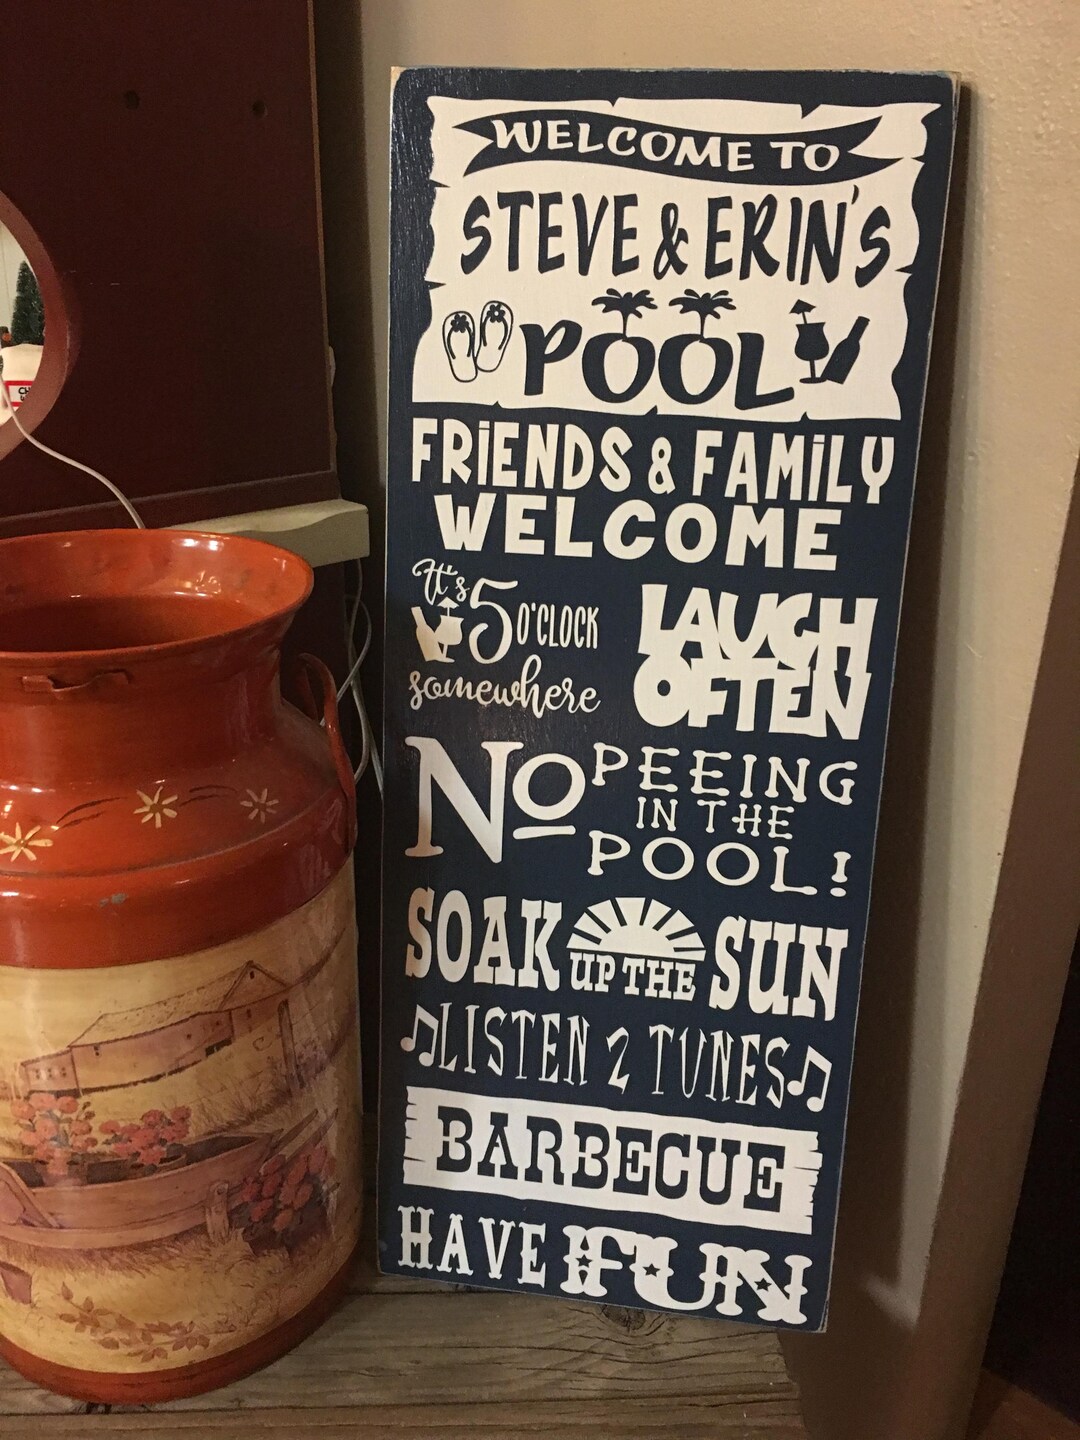 WELCOME TO
STEVE & ERIN'S
POOL
FRiENDS & FAMiLY
WELCOME
It's 5 O'CLOCK
somewhere
LAUGH
OFTEN
No PEEING
IN THE
POOL!
SOAK UP THE SUN
LISTEN 2 TUNES
BARBECUE
HAVE FUN